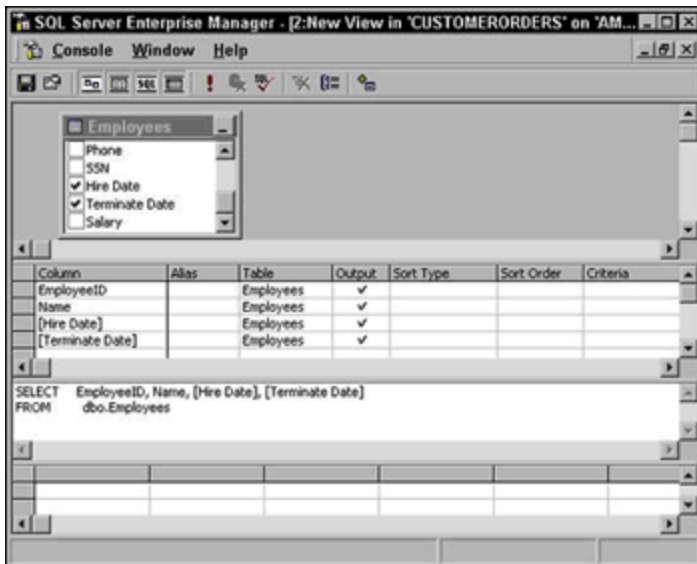 SQL Server Enterprise Manager - [2:New View in 'CUSTOMERORDERS' on 'AM...
Console Window Help
SQL
Employees
Phone
SSN
Hire Date
Terminate Date
Salary
Column Alias Table Output Sort Type Sort Order Criteria
EmployeeID Employees
Name Employees
[Hire Date] Employees
[Terminate Date] Employees
SELECT EmployeeID, Name, [Hire Date], [Terminate Date]
FROM dbo.Employees